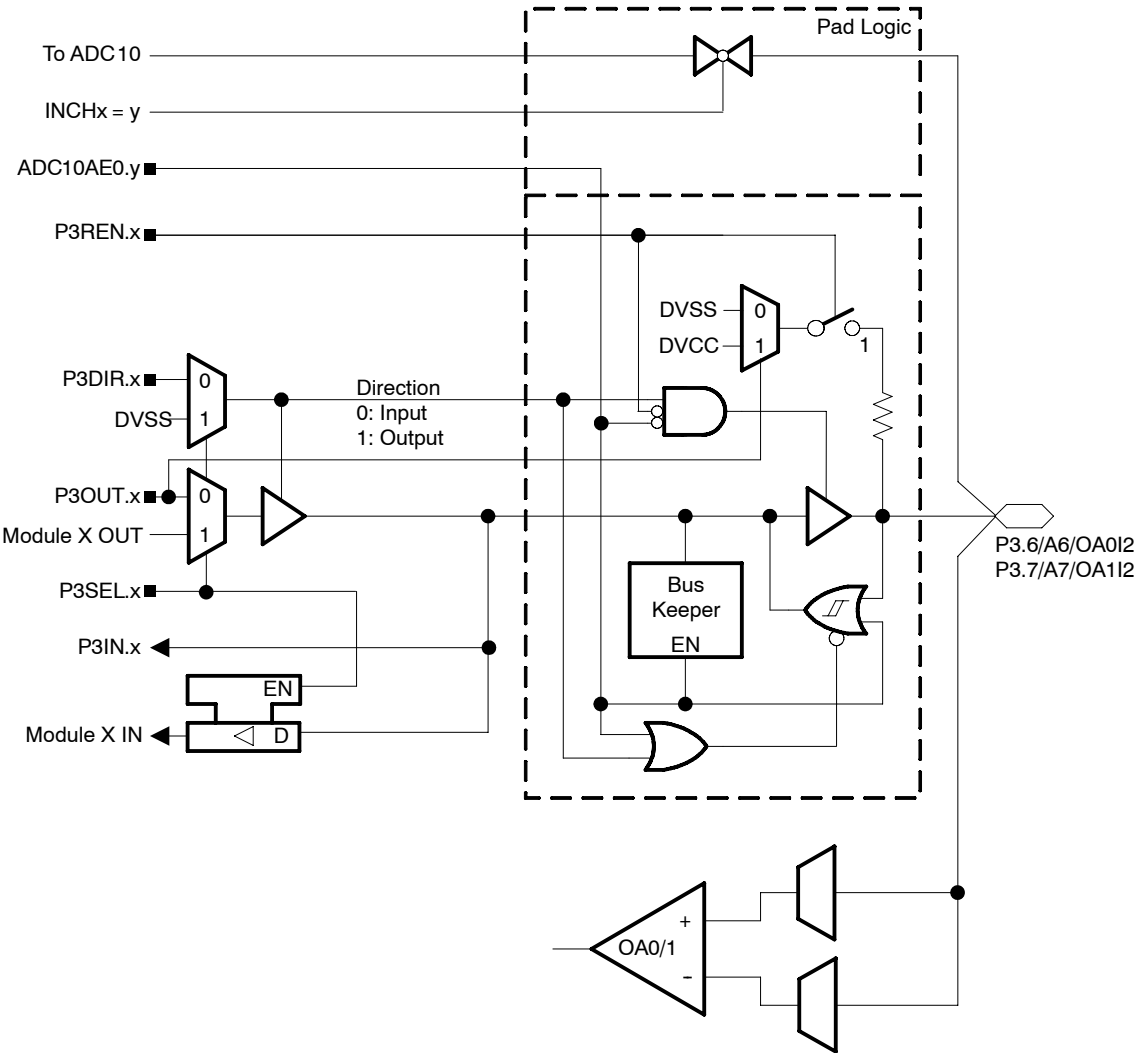 Pad Logic
To ADC10
INCHx = y
ADC10AE0.y
P3REN.x
DVSS
0
DVCC
1
1
P3DIR.x
0
DVSS
1
Direction
0: Input
1: Output
P3OUT.x
0
Module X OUT
1
P3SEL.x
P3IN.x
EN
Module X IN
D
Bus
Keeper
EN
P3.6/A6/OA0I2
P3.7/A7/OA1I2
+
OA0/1
−